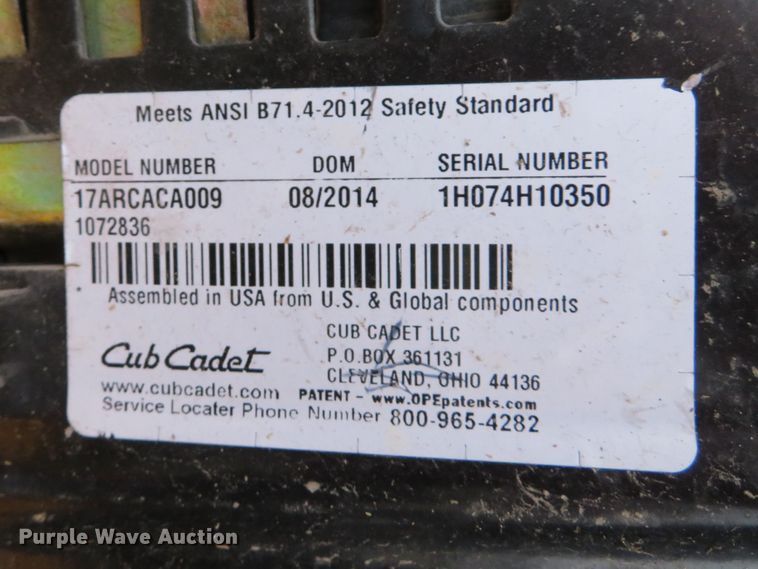 Meets ANSI B71.4-2012 Safety Standard
MODEL NUMBER DOM SERIAL NUMBER
17ARCACA009 08/2014 1H074H10350
1072836
Assembled in USA from U.S. & Global components
CUB CADET LLC
P.O.BOX 361131
CLEVELAND, OHIO 44136
Cub Cadet
www.cubcadet.com PATENT - www.OPEpatents.com
Service Locater Phone Number 800-965-4282
Purple Wave Auction